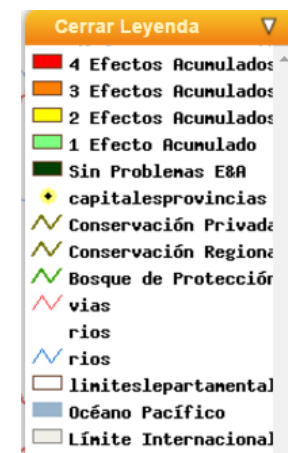 Cerrar Leyenda
4 Efectos Acumulados
3 Efectos Acumulados
2 Efectos Acumulados
1 Efecto Acumulado
Sin Problemas E&A
capitalesprovincias
Conservación Privada
Conservación Regiona
Bosque de Protección
vias
rios
rios
limiteslepartamental
Océano Pacífico
Límite Internacional